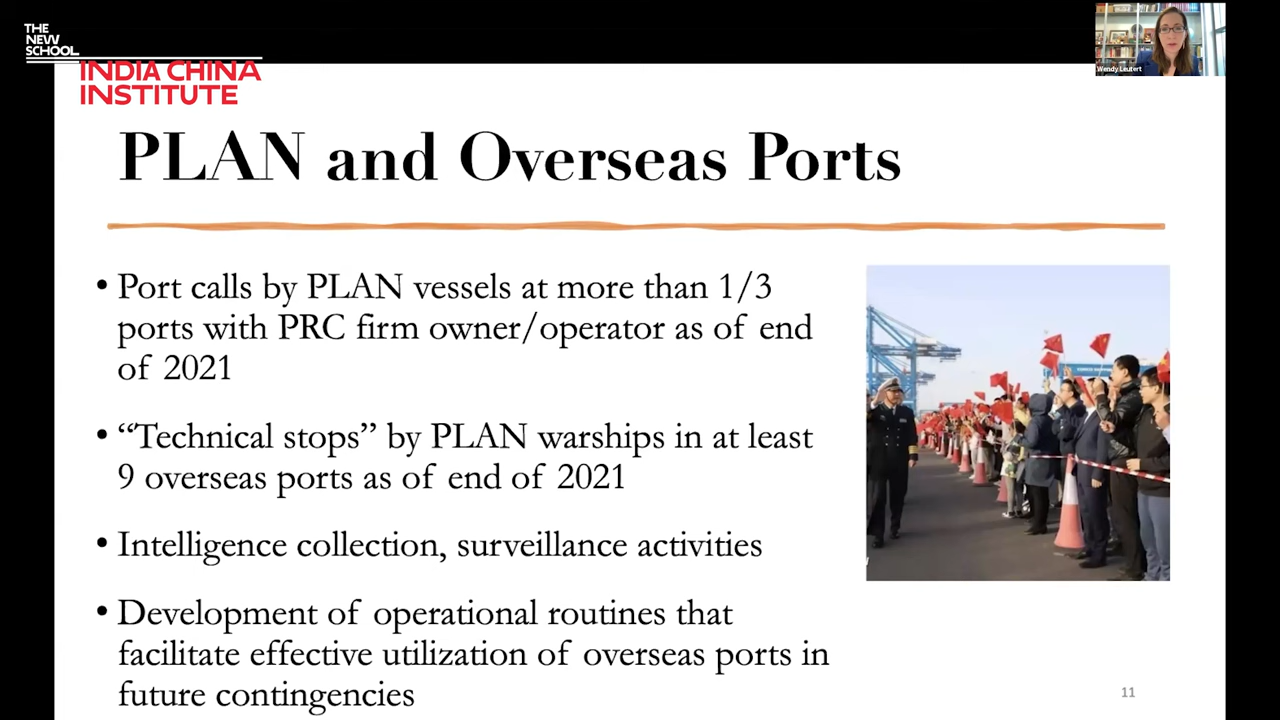 THE
NEW
SCHOOL
INDIA CHINA
INSTITUTE
Wendy Leutert
PLAN and Overseas Ports
• Port calls by PLAN vessels at more than 1/3
ports with PRC firm owner/operator as of end
of 2021
• “Technical stops” by PLAN warships in at least
9 overseas ports as of end of 2021
• Intelligence collection, surveillance activities
• Development of operational routines that
facilitate effective utilization of overseas ports in
future contingencies
11